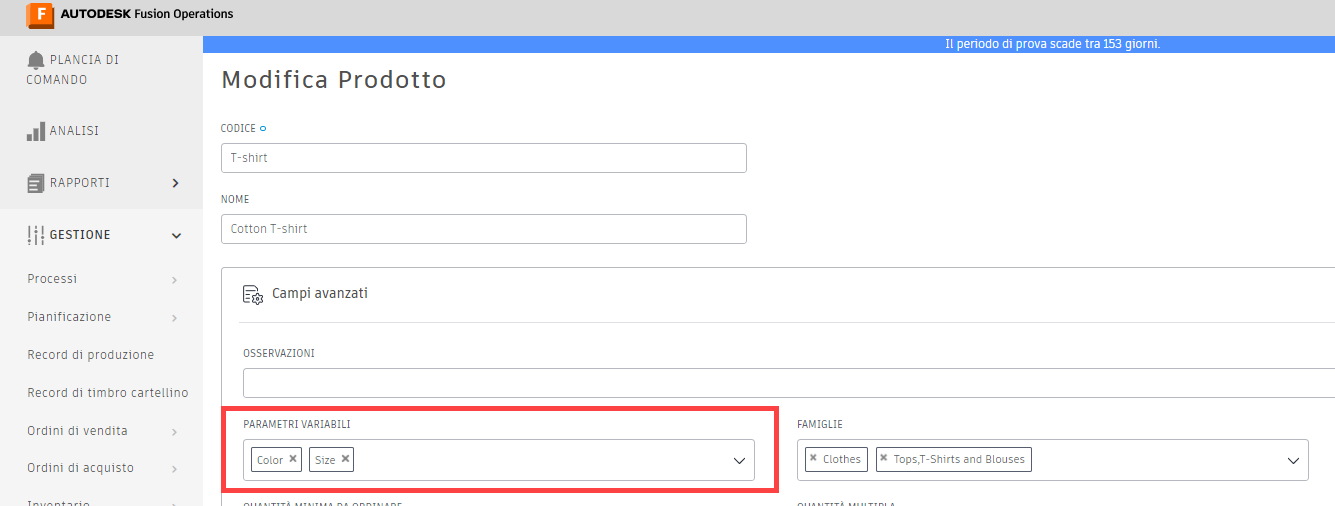 F AUTODESK Fusion Operations
Il periodo di prova scade tra 153 giorni.
PLANCIA DI
COMANDO
ANALISI
RAPPORTI
GESTIONE
Processi
Pianificazione
Record di produzione
Record di timbro cartellino
Ordini di vendita
Ordini di acquisto
Inventario
Modifica Prodotto
CODICE
T-shirt
NOME
Cotton T-shirt
Campi avanzati
OSSERVAZIONI
PARAMETRI VARIABILI
Color × Size ×
FAMIGLIE
× Clothes × Tops,T-Shirts and Blouses
QUANTITÀ MINIMA DA ORDINARE
QUANTITÀ MULTIPLA